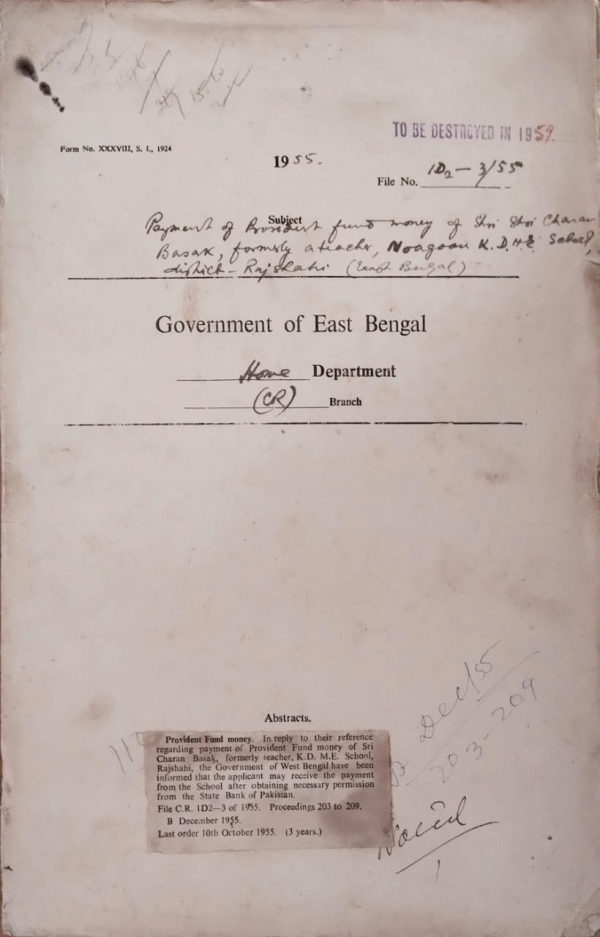 TO BE DESTROYED IN 1959.
Form No. XXXVIII, S. I., 1924
1955.
File No. 1D2-3/55
Subject
Payment of Provident fund money of Shri Charan
Basak, formerly a teacher, Noagaon K.D.H.E School,
district - Rajshahi (East Bengal)
Government of East Bengal
Home Department
(CR) Branch
B Dec/55
203-209
Abstracts.
Provident Fund money. In reply to their reference
regarding payment of Provident Fund money of Sri
Charan Basak, formerly teacher, K.D. M.E. School,
Rajshahi, the Government of West Bengal have been
informed that the applicant may receive the payment
from the School after obtaining necessary permission
from the State Bank of Pakistan.
File C.R. 1D2—3 of 1955. Proceedings 203 to 209.
B December 1955.
Last order 10th October 1955. (3 years.)